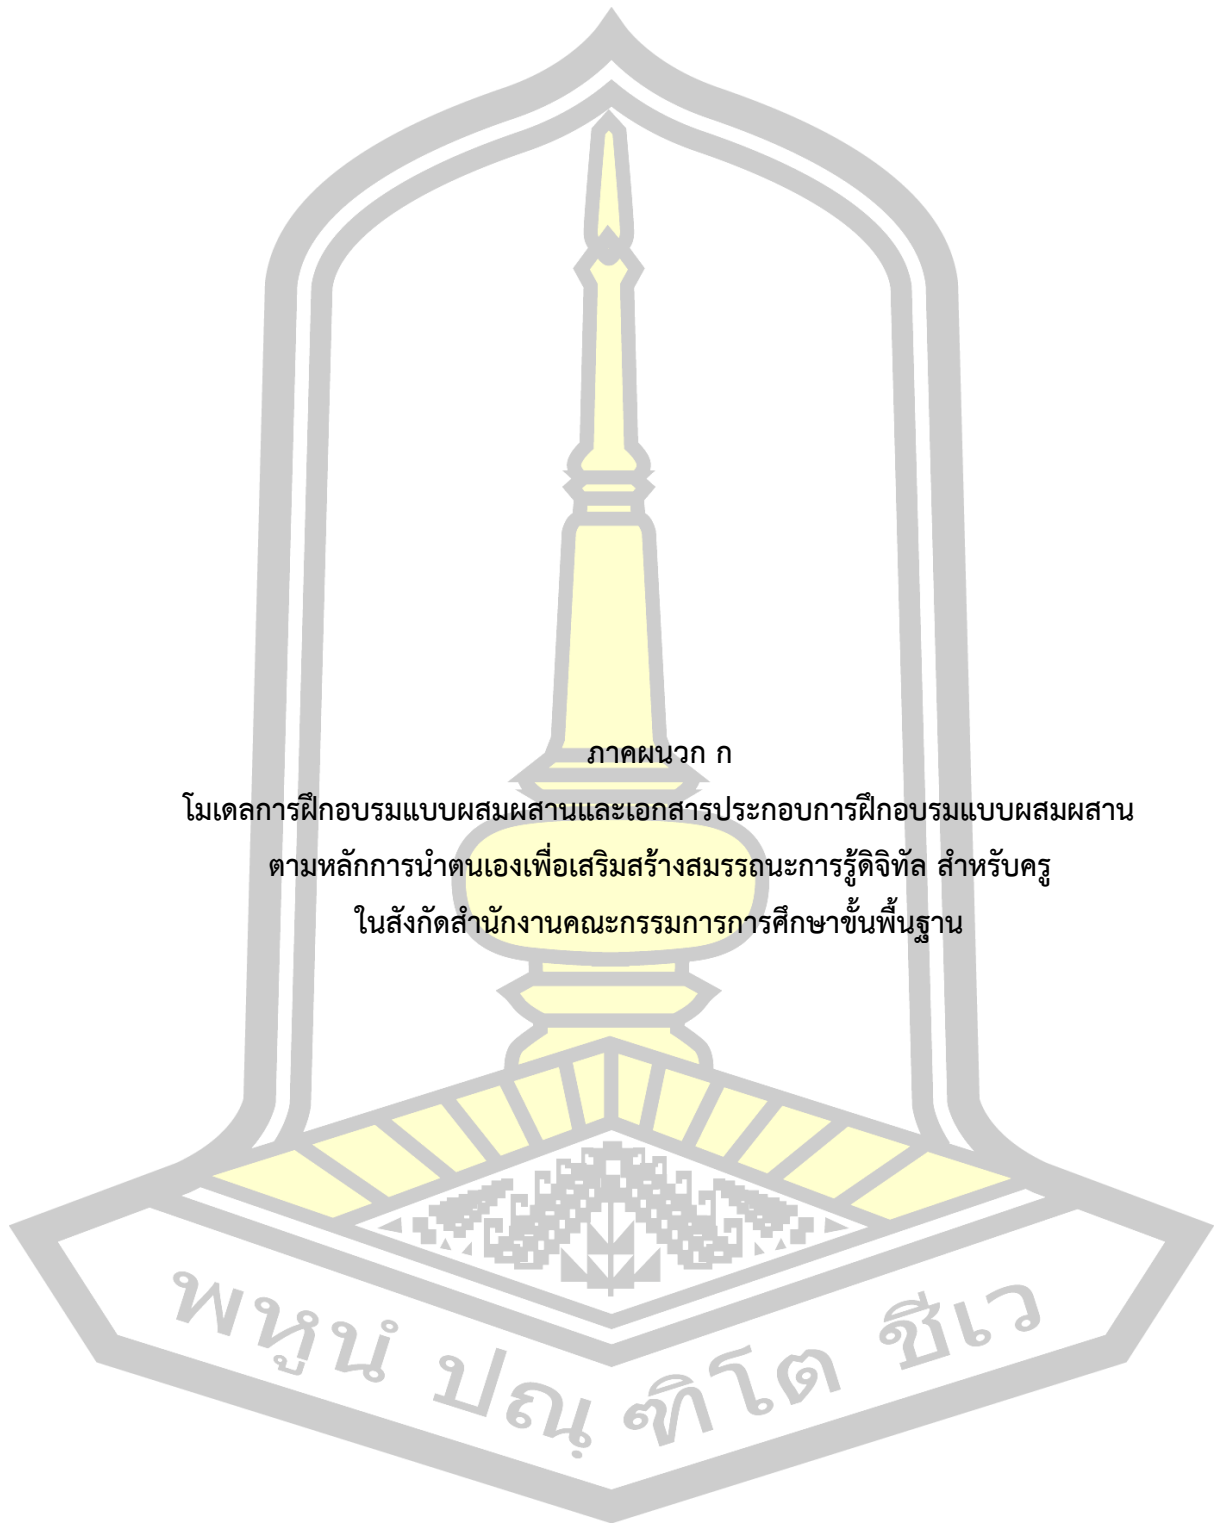 ภาคผนวก ก
โมเดลการฝึกอบรมแบบผสมผสานและเอกสารประกอบการฝึกอบรมแบบผสมผสาน
ตามหลักการนำตนเองเพื่อเสริมสร้างสมรรถนะการรู้ดิจิทัล สำหรับครู
ในสังกัดสำนักงานคณะกรรมการการศึกษาขั้นพื้นฐาน
พหูนํ ปณฺฑิโต ชีเว